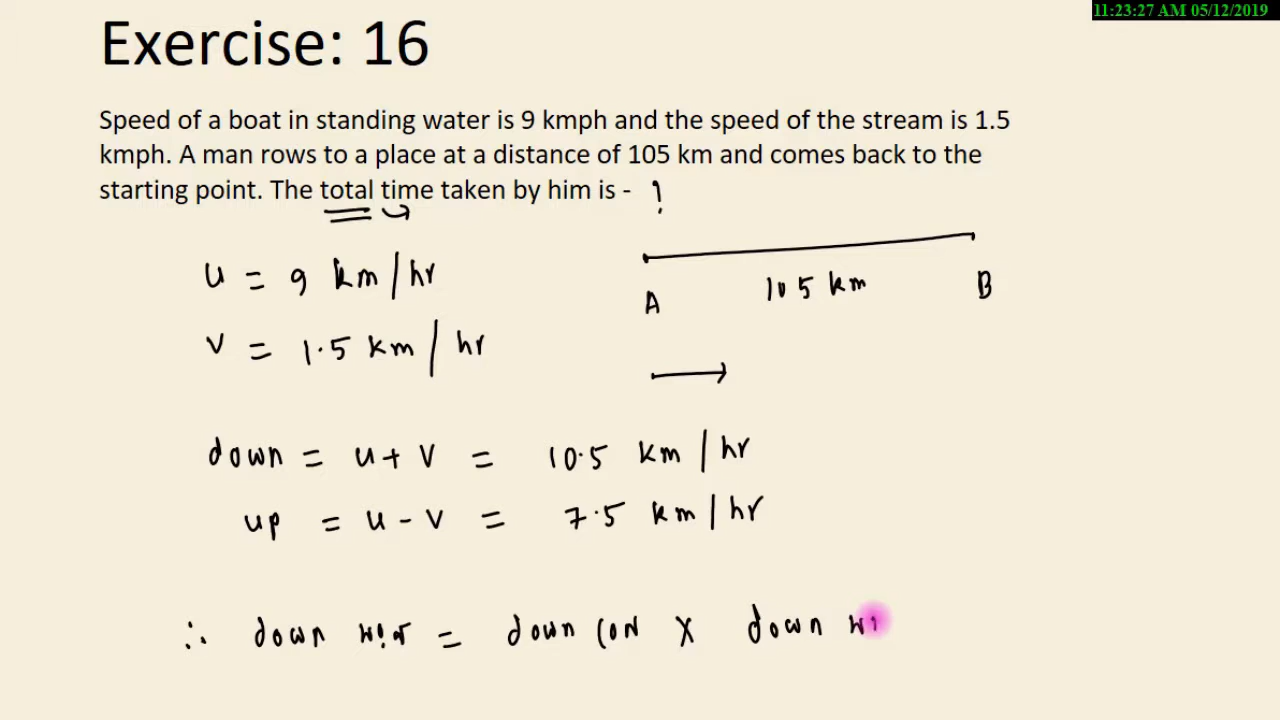 11:23:27 AM 05/12/2019
Exercise: 16
Speed of a boat in standing water is 9 kmph and the speed of the stream is 1.5
kmph. A man rows to a place at a distance of 105 km and comes back to the
starting point. The total time taken by him is - ?
u = 9 km/hr
A 105 km B
v = 1.5 km/hr
down = u + v = 10.5 km/hr
up = u - v = 7.5 km/hr
∴ down = down × down